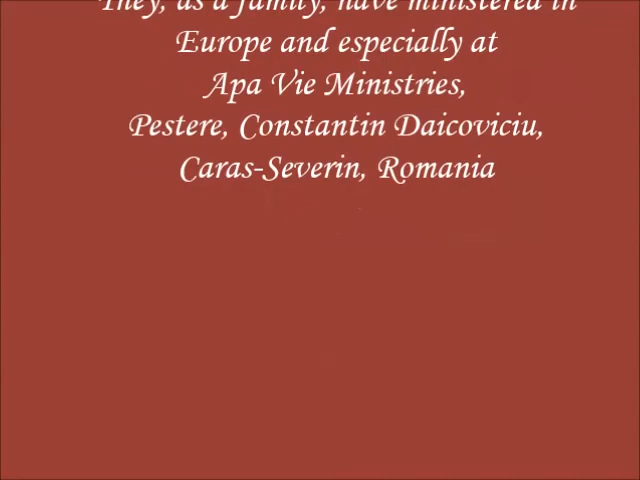 They, as a family, have ministered in
Europe and especially at
Apa Vie Ministries,
Pestere, Constantin Daicoviciu,
Caras-Severin, Romania